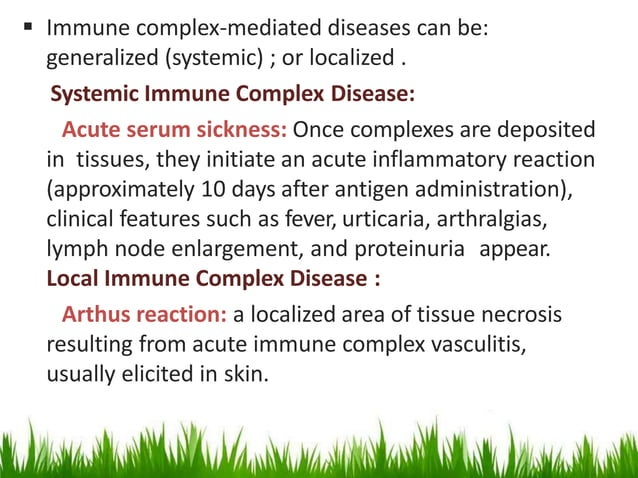 ▪ Immune complex-mediated diseases can be:
generalized (systemic) ; or localized .
Systemic Immune Complex Disease:
Acute serum sickness: Once complexes are deposited
in tissues, they initiate an acute inflammatory reaction
(approximately 10 days after antigen administration),
clinical features such as fever, urticaria, arthralgias,
lymph node enlargement, and proteinuria appear.
Local Immune Complex Disease :
Arthus reaction: a localized area of tissue necrosis
resulting from acute immune complex vasculitis,
usually elicited in skin.